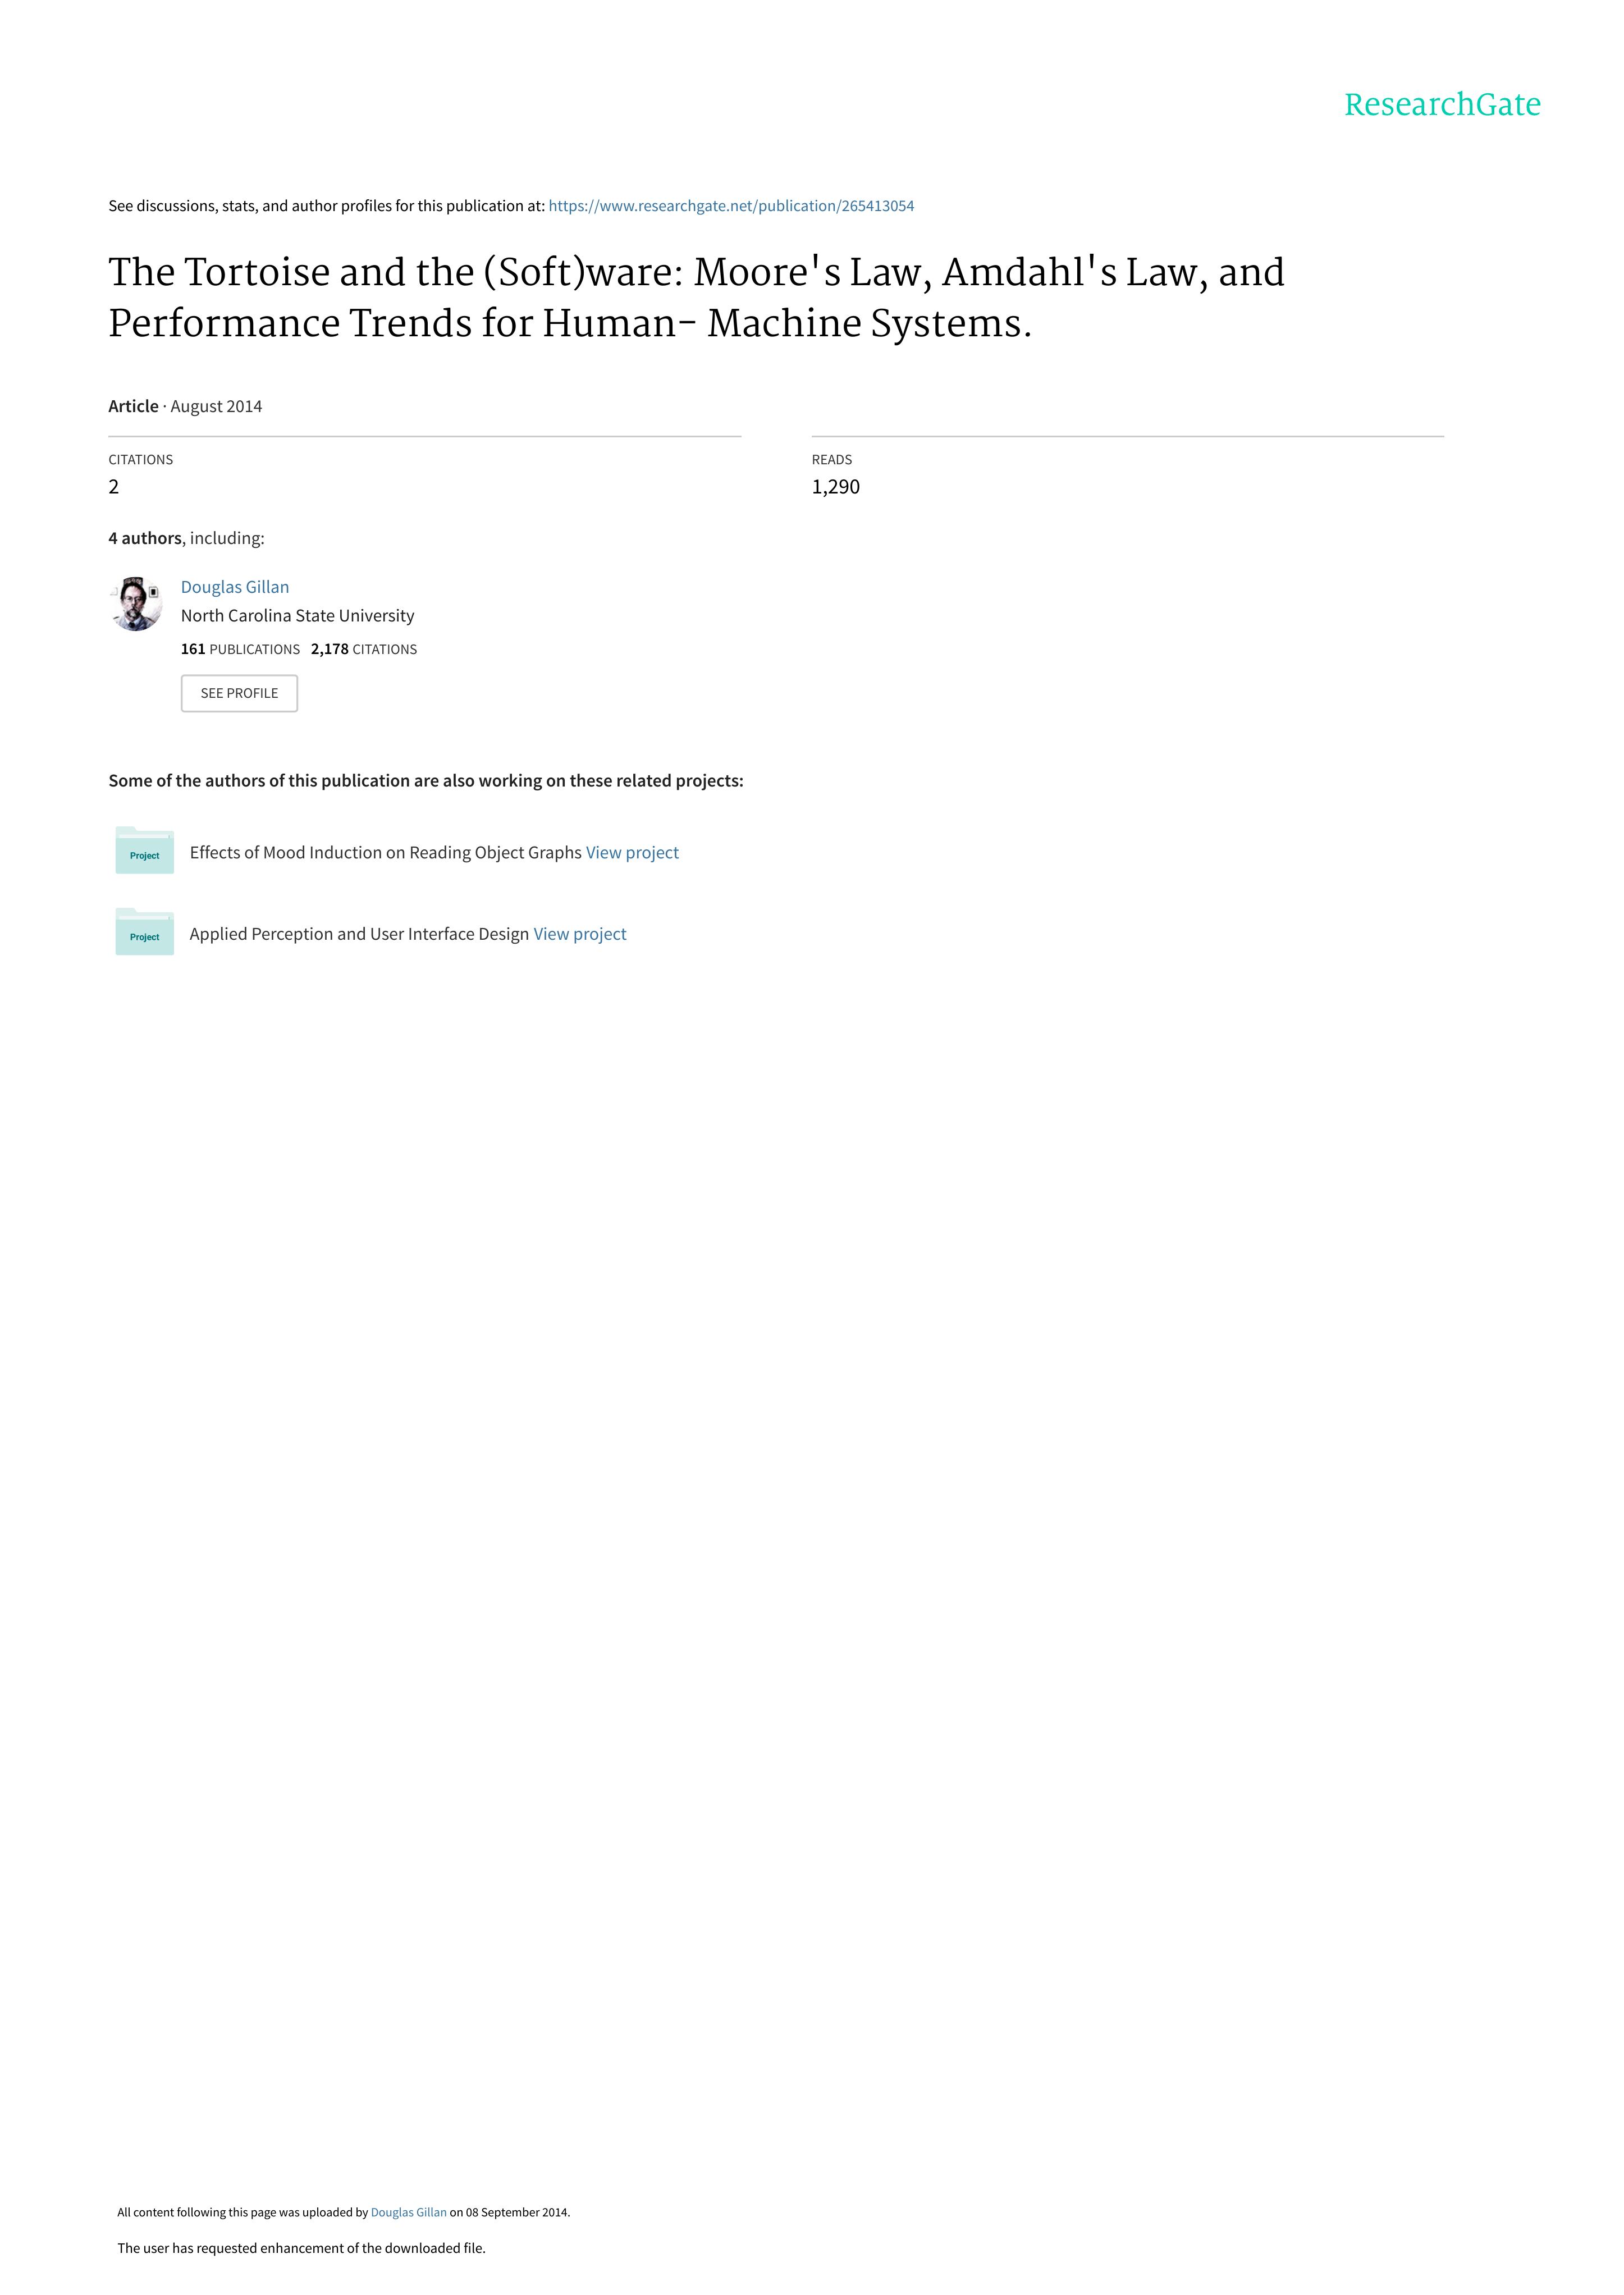 ResearchGate
See discussions, stats, and author profiles for this publication at: https://www.researchgate.net/publication/265413054
The Tortoise and the (Soft)ware: Moore's Law, Amdahl's Law, and
Performance Trends for Human- Machine Systems.
Article · August 2014
CITATIONS
2
READS
1,290
4 authors, including:
Douglas Gillan
North Carolina State University
161 PUBLICATIONS 2,178 CITATIONS
SEE PROFILE
Some of the authors of this publication are also working on these related projects:
Project
Effects of Mood Induction on Reading Object Graphs View project
Project
Applied Perception and User Interface Design View project
All content following this page was uploaded by Douglas Gillan on 08 September 2014.
The user has requested enhancement of the downloaded file.